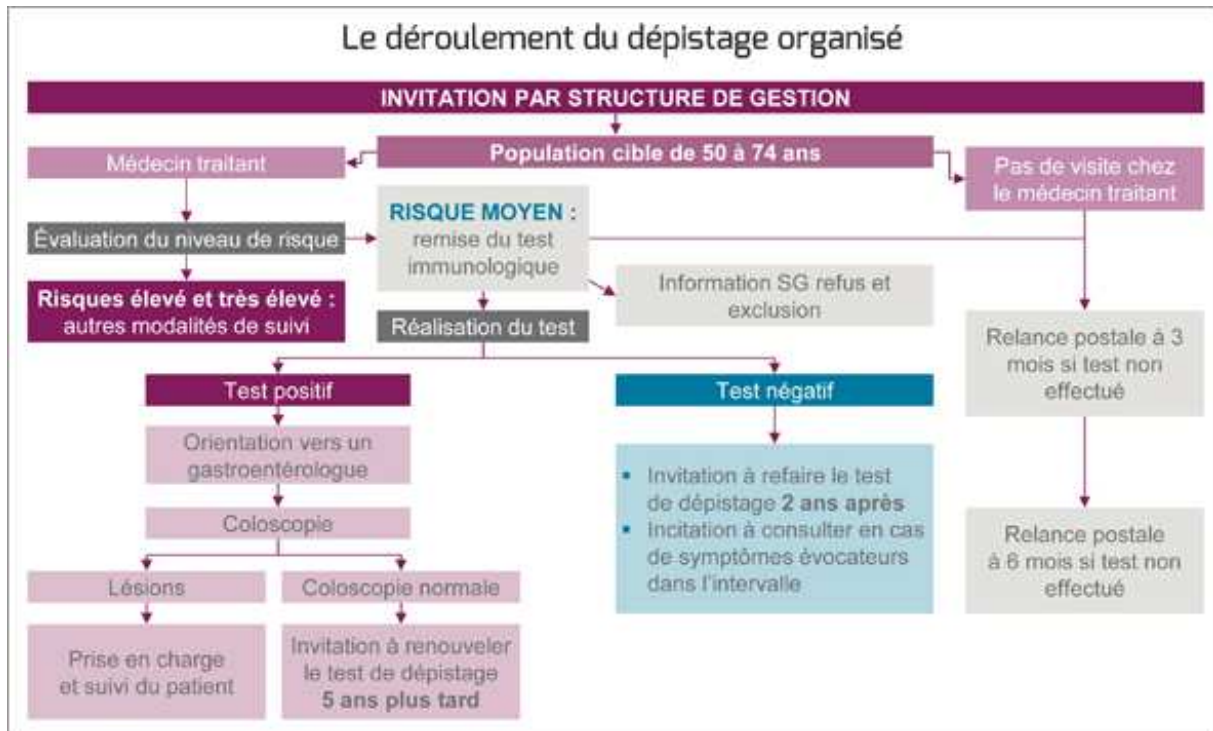 Le déroulement du dépistage organisé
INVITATION PAR STRUCTURE DE GESTION
Population cible de 50 à 74 ans
Médecin traitant
Pas de visite chez
le médecin traitant
Évaluation du niveau de risque
RISQUE MOYEN :
remise du test
immunologique
Information SG refus et
exclusion
Risques élevé et très élevé :
autres modalités de suivi
Réalisation du test
Relance postale à 3
mois si test non
effectué
Test positif
Test négatif
Orientation vers un
gastroentérologue
▪ Invitation à refaire le test
de dépistage 2 ans après
▪ Incitation à consulter en cas
de symptômes évocateurs
dans l'intervalle
Coloscopie
Relance postale
à 6 mois si test non
effectué
Lésions
Coloscopie normale
Prise en charge
et suivi du patient
Invitation à renouveler
le test de dépistage
5 ans plus tard